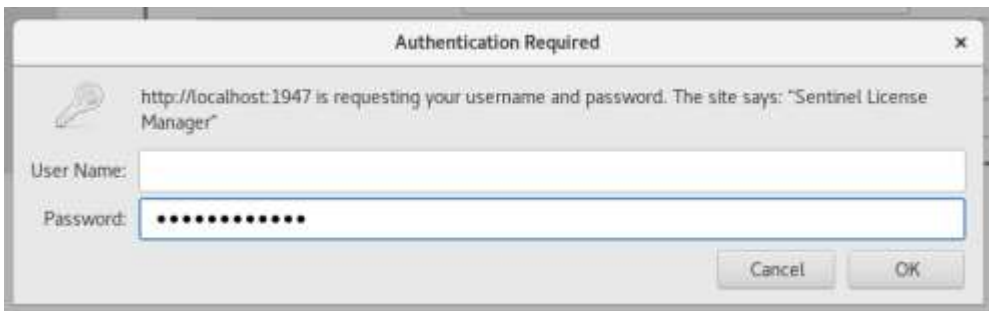 Authentication Required
http://localhost:1947 is requesting your username and password. The site says: "Sentinel License
Manager"
User Name:
Password: ••••••••••••
Cancel OK